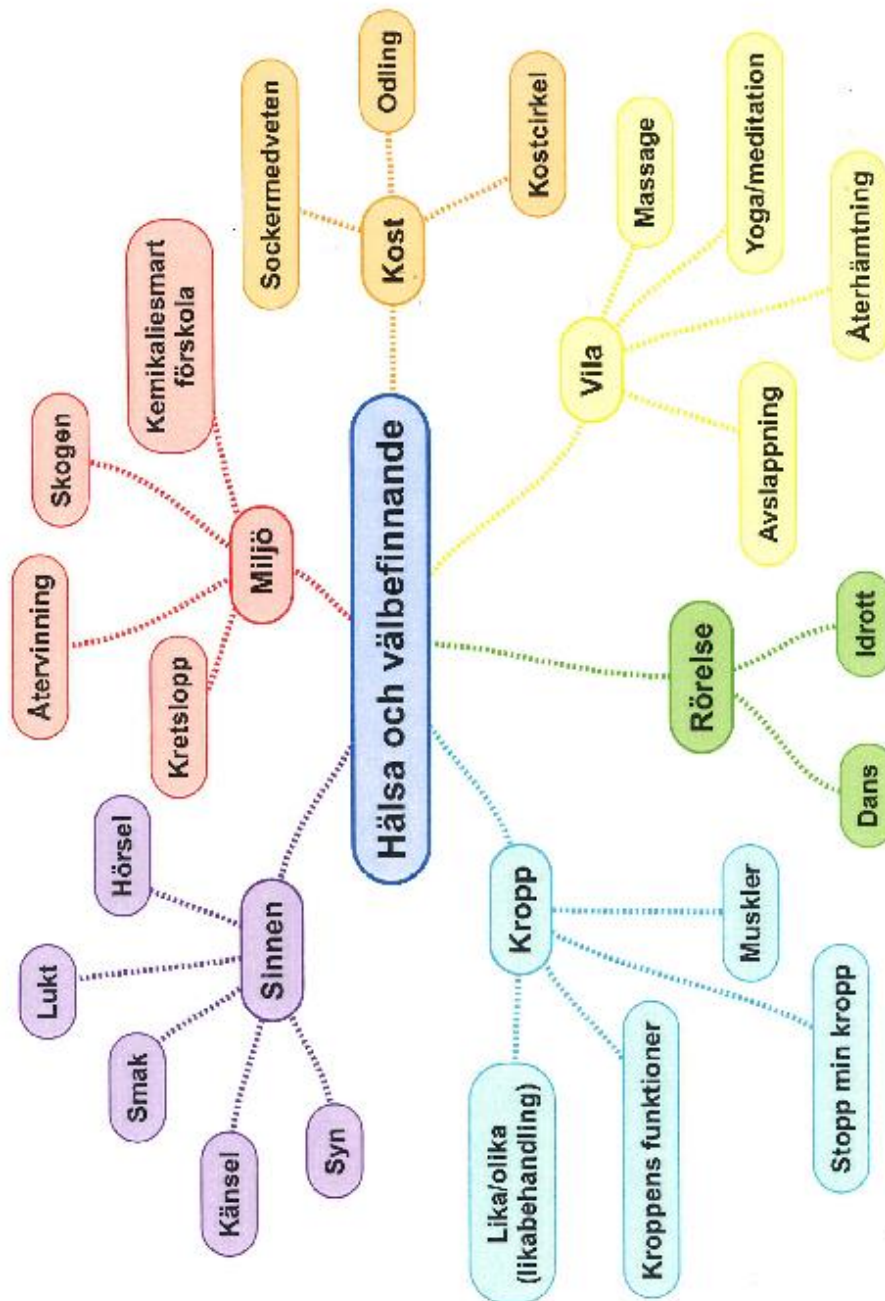 Hälsa och välbefinnande
Sinnen
Syn
Känsel
Smak
Lukt
Hörsel
Miljö
Kretslopp
Återvinning
Skogen
Kemikaliesmart
förskola
Kost
Sockermedveten
Odling
Kostcirkel
Vila
Massage
Yoga/meditation
Återhämtning
Avslappning
Rörelse
Idrott
Dans
Kropp
Muskler
Stopp min kropp
Kroppens funktioner
Lika/olika
(likabehandling)